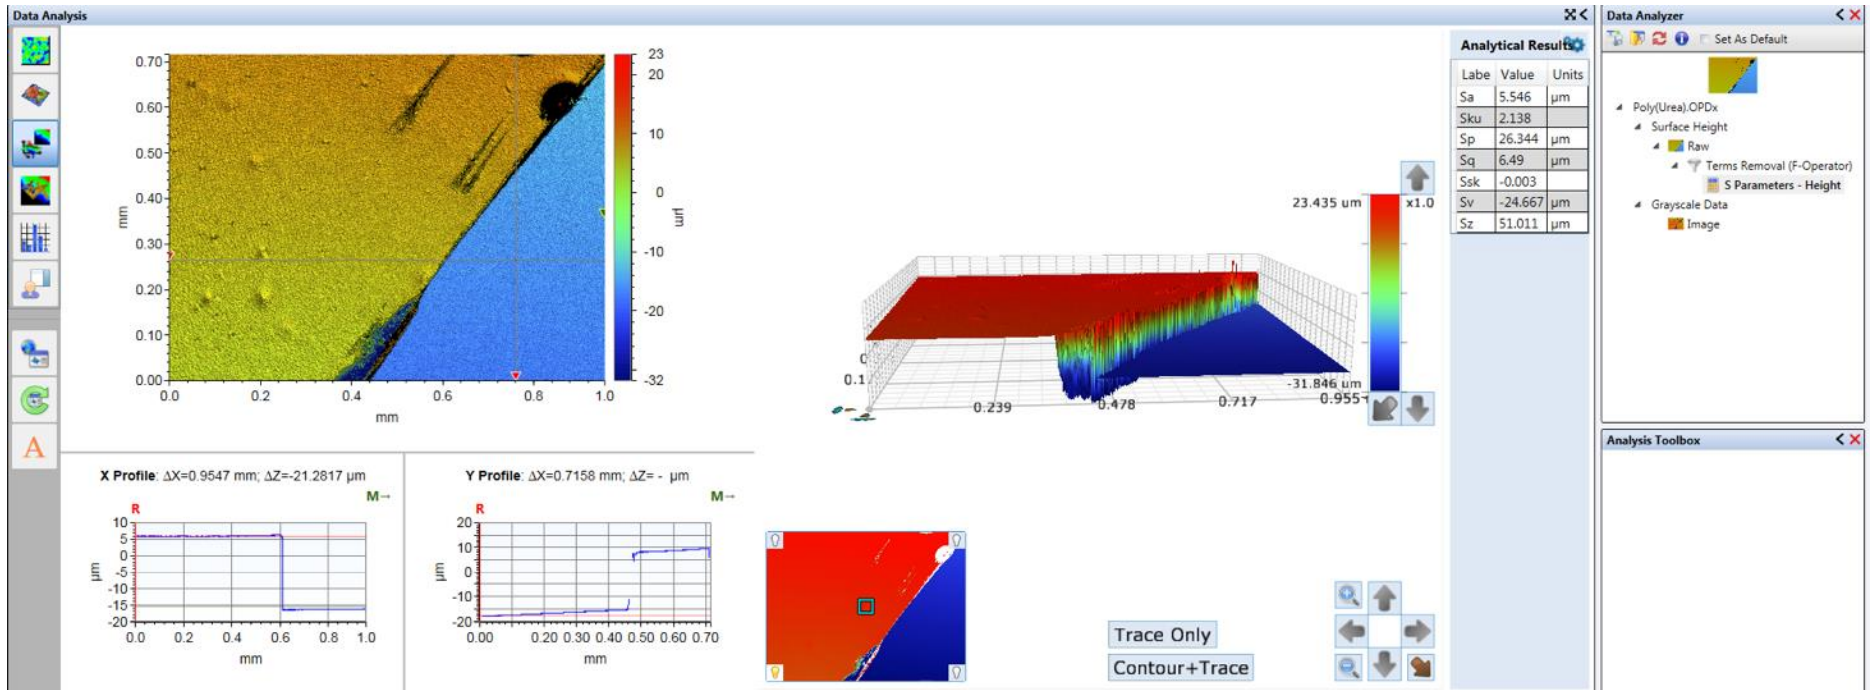 Data Analysis
0.70
0.60
0.50
0.40
0.30
0.20
0.10
0.00
mm
0.0 0.2 0.4 0.6 0.8 1.0
mm
23
20
10
0
-10
-20
-32
µm
X Profile: ΔX=0.9547 mm; ΔZ=-21.2817 µm
M→
R
10
5
0
-5
-10
-15
-20
µm
0.0 0.2 0.4 0.6 0.8 1.0
mm
Y Profile: ΔX=0.7158 mm; ΔZ= - µm
M→
R
20
10
0
-10
-20
µm
0.00 0.20 0.30 0.40 0.50 0.60 0.70
mm
23.435 um
x1.0
-31.846 um
0.1
0.239 0.478 0.717 0.955
Trace Only
Contour+Trace
Analytical Results
Labe Value Units
Sa 5.546 µm
Sku 2.138
Sp 26.344 µm
Sq 6.49 µm
Ssk -0.003
Sv -24.667 µm
Sz 51.011 µm
A
Data Analyzer
Set As Default
Poly(Urea).OPDx
Surface Height
Raw
Terms Removal (F-Operator)
S Parameters - Height
Grayscale Data
Image
Analysis Toolbox